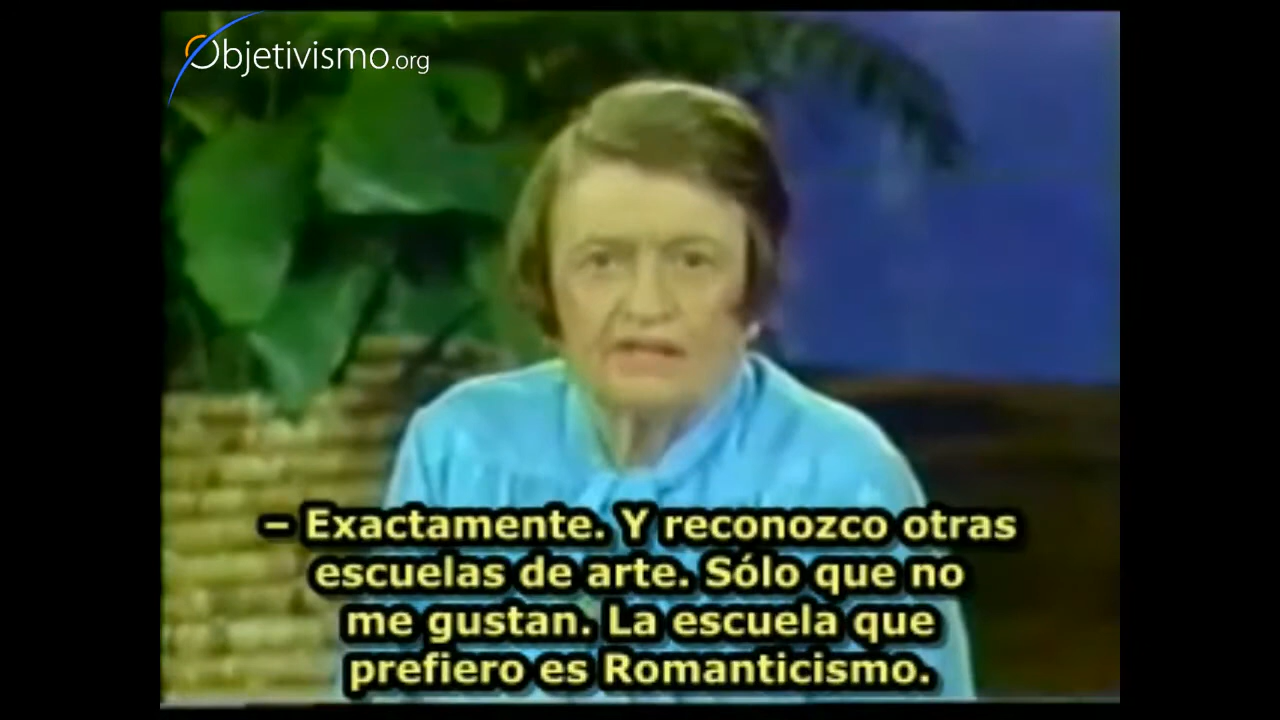 Objetivismo.org
– Exactamente. Y reconozco otras
escuelas de arte. Sólo que no
me gustan. La escuela que
prefiero es Romanticismo.